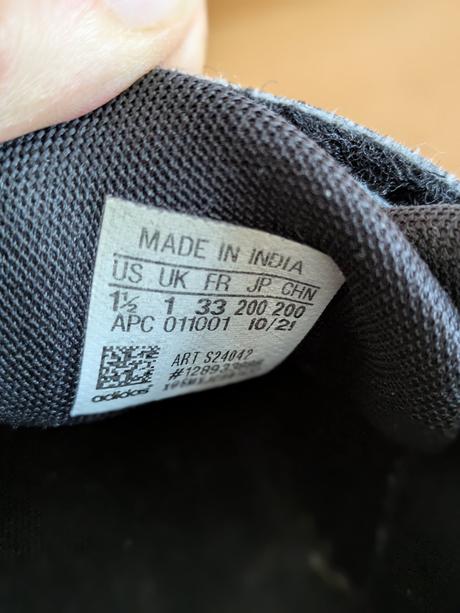 MADE IN INDIA
US UK FR JP CHN
1½ 1 33 200 200
APC 011001 10/21
ART S24042
adidas